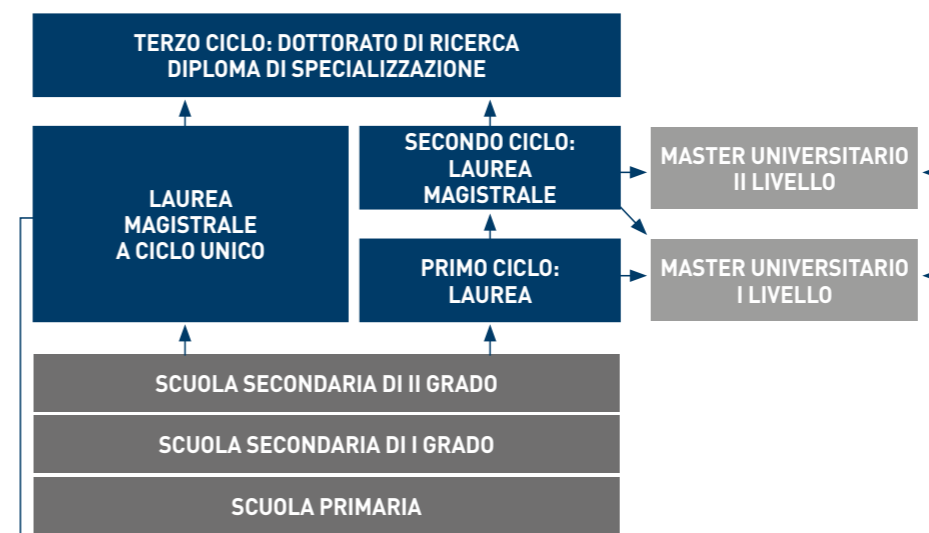 TERZO CICLO: DOTTORATO DI RICERCA
DIPLOMA DI SPECIALIZZAZIONE
LAUREA
MAGISTRALE
A CICLO UNICO
SECONDO CICLO:
LAUREA
MAGISTRALE
MASTER UNIVERSITARIO
II LIVELLO
PRIMO CICLO:
LAUREA
MASTER UNIVERSITARIO
I LIVELLO
SCUOLA SECONDARIA DI II GRADO
SCUOLA SECONDARIA DI I GRADO
SCUOLA PRIMARIA